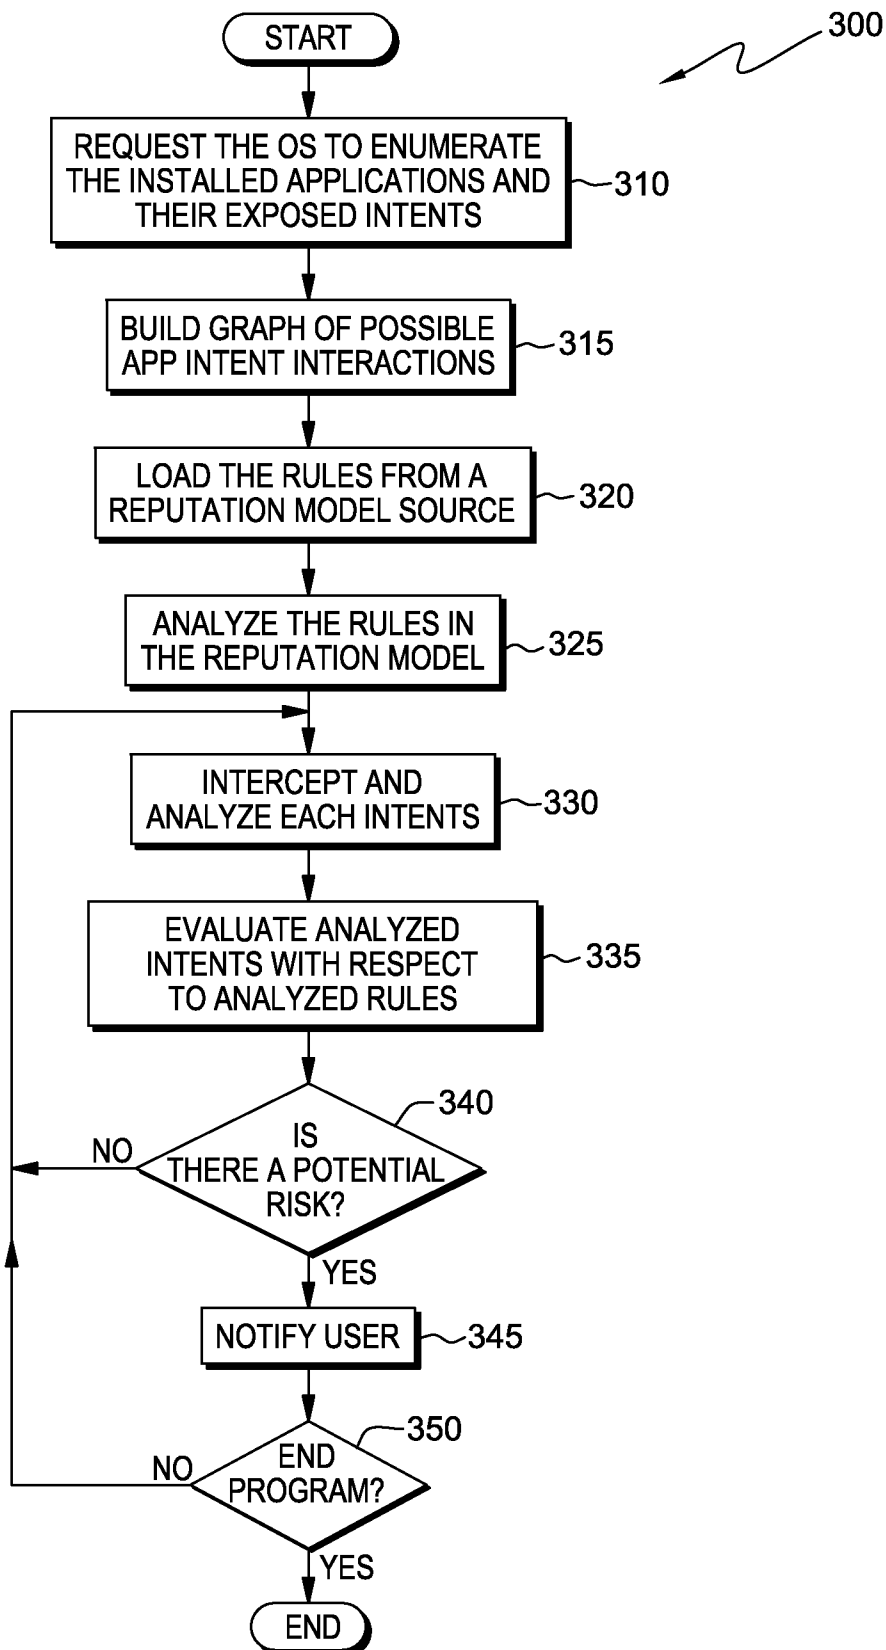 START
300
REQUEST THE OS TO ENUMERATE
THE INSTALLED APPLICATIONS AND
THEIR EXPOSED INTENTS
310
BUILD GRAPH OF POSSIBLE
APP INTENT INTERACTIONS
315
LOAD THE RULES FROM A
REPUTATION MODEL SOURCE
320
ANALYZE THE RULES IN
THE REPUTATION MODEL
325
INTERCEPT AND
ANALYZE EACH INTENTS
330
EVALUATE ANALYZED
INTENTS WITH RESPECT
TO ANALYZED RULES
335
340
IS
THERE A POTENTIAL
RISK?
NO
YES
NOTIFY USER
345
350
END
PROGRAM?
NO
YES
END